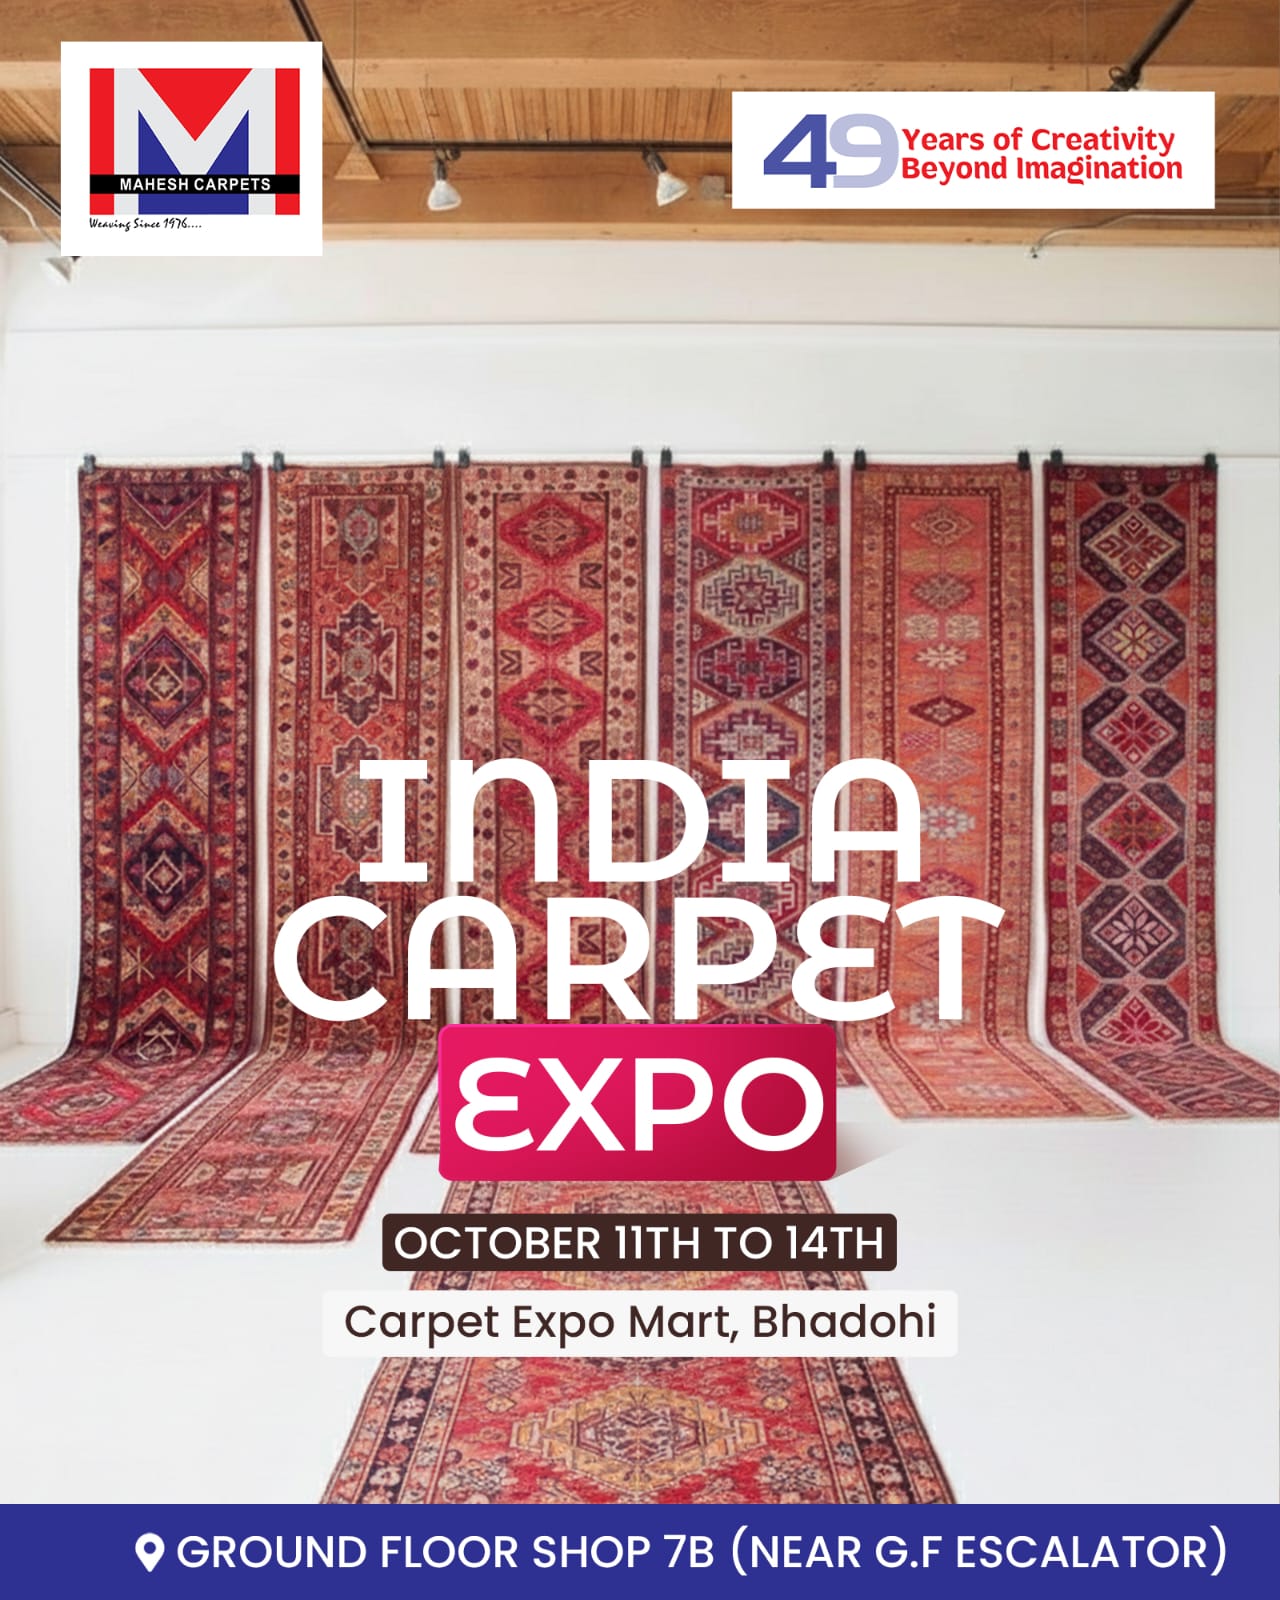 MAHESH CARPETS
Weaving Since 1976....
49 Years of Creativity
Beyond Imagination
INDIA
CARPET
EXPO
OCTOBER 11TH TO 14TH
Carpet Expo Mart, Bhadohi
GROUND FLOOR SHOP 7B (NEAR G.F ESCALATOR)